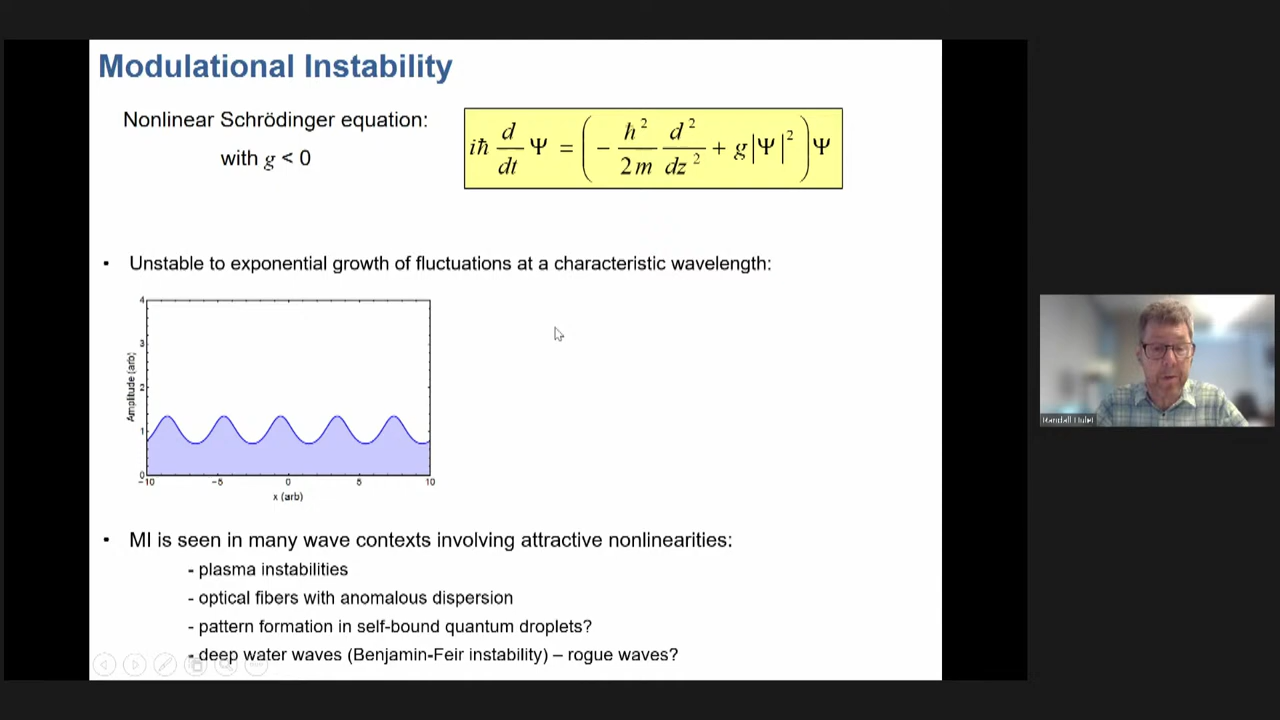 Modulational Instability
Nonlinear Schrödinger equation:
with g < 0
iħ d/dt Ψ = ( − ħ²/2m d²/dz² + g|Ψ|² ) Ψ
• Unstable to exponential growth of fluctuations at a characteristic wavelength:
4
3
2
1
0
Amplitude (arb)
−10 −5 0 5 10
x (arb)
• MI is seen in many wave contexts involving attractive nonlinearities:
- plasma instabilities
- optical fibers with anomalous dispersion
- pattern formation in self-bound quantum droplets?
- deep water waves (Benjamin-Feir instability) – rogue waves?
Randall Hulet